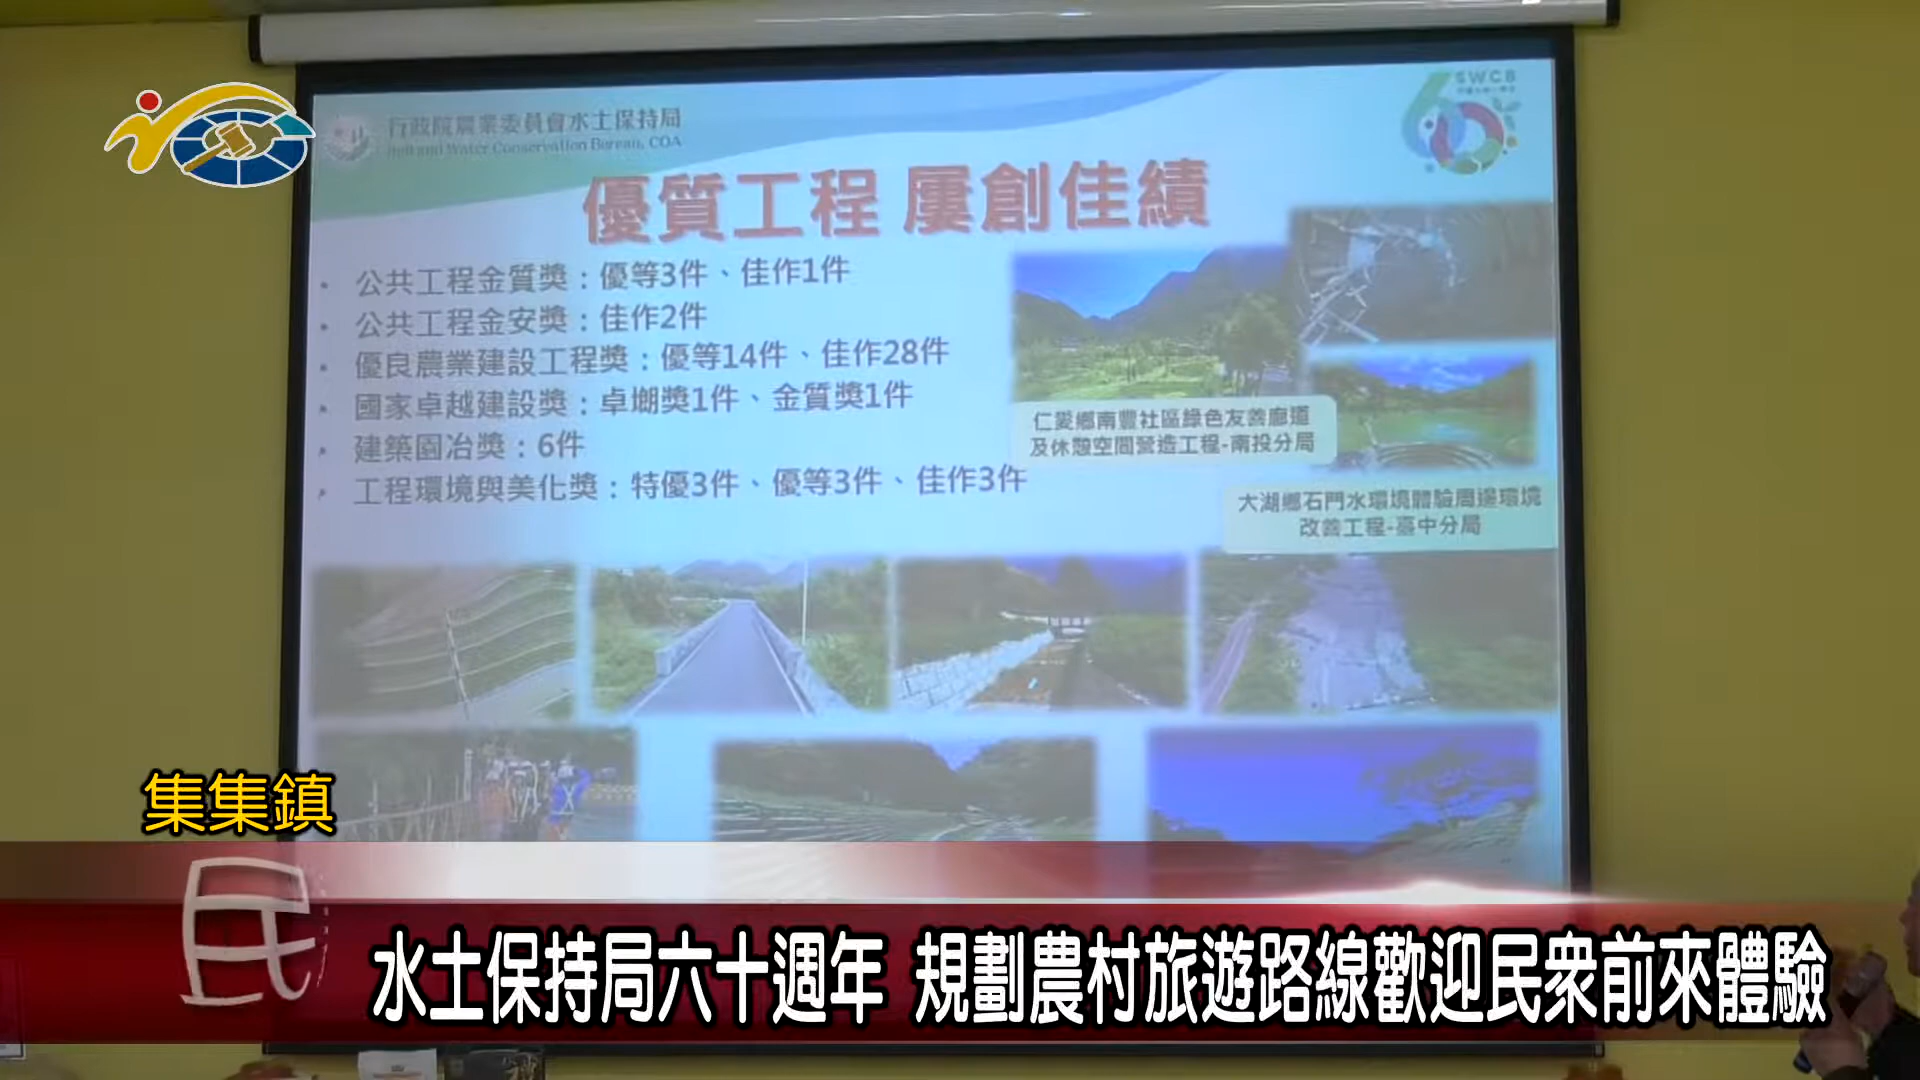 行政院農業委員會水土保持局
Soil and Water Conservation Bureau, COA
SWCB
優質工程 屢創佳績
• 公共工程金質獎：優等3件、佳作1件
• 公共工程金安獎：佳作2件
• 優良農業建設工程獎：優等14件、佳作28件
• 國家卓越建設獎：卓越獎1件、金質獎1件
• 建築園冶獎：6件
• 工程環境與美化獎：特優3件、優等3件、佳作3件
仁愛鄉南豐社區綠色友善廊道
及休憩空間營造工程-南投分局
大湖鄉石門水環境體驗周邊環境
改善工程-臺中分局
集集鎮
民
水土保持局六十週年 規劃農村旅遊路線歡迎民眾前來體驗